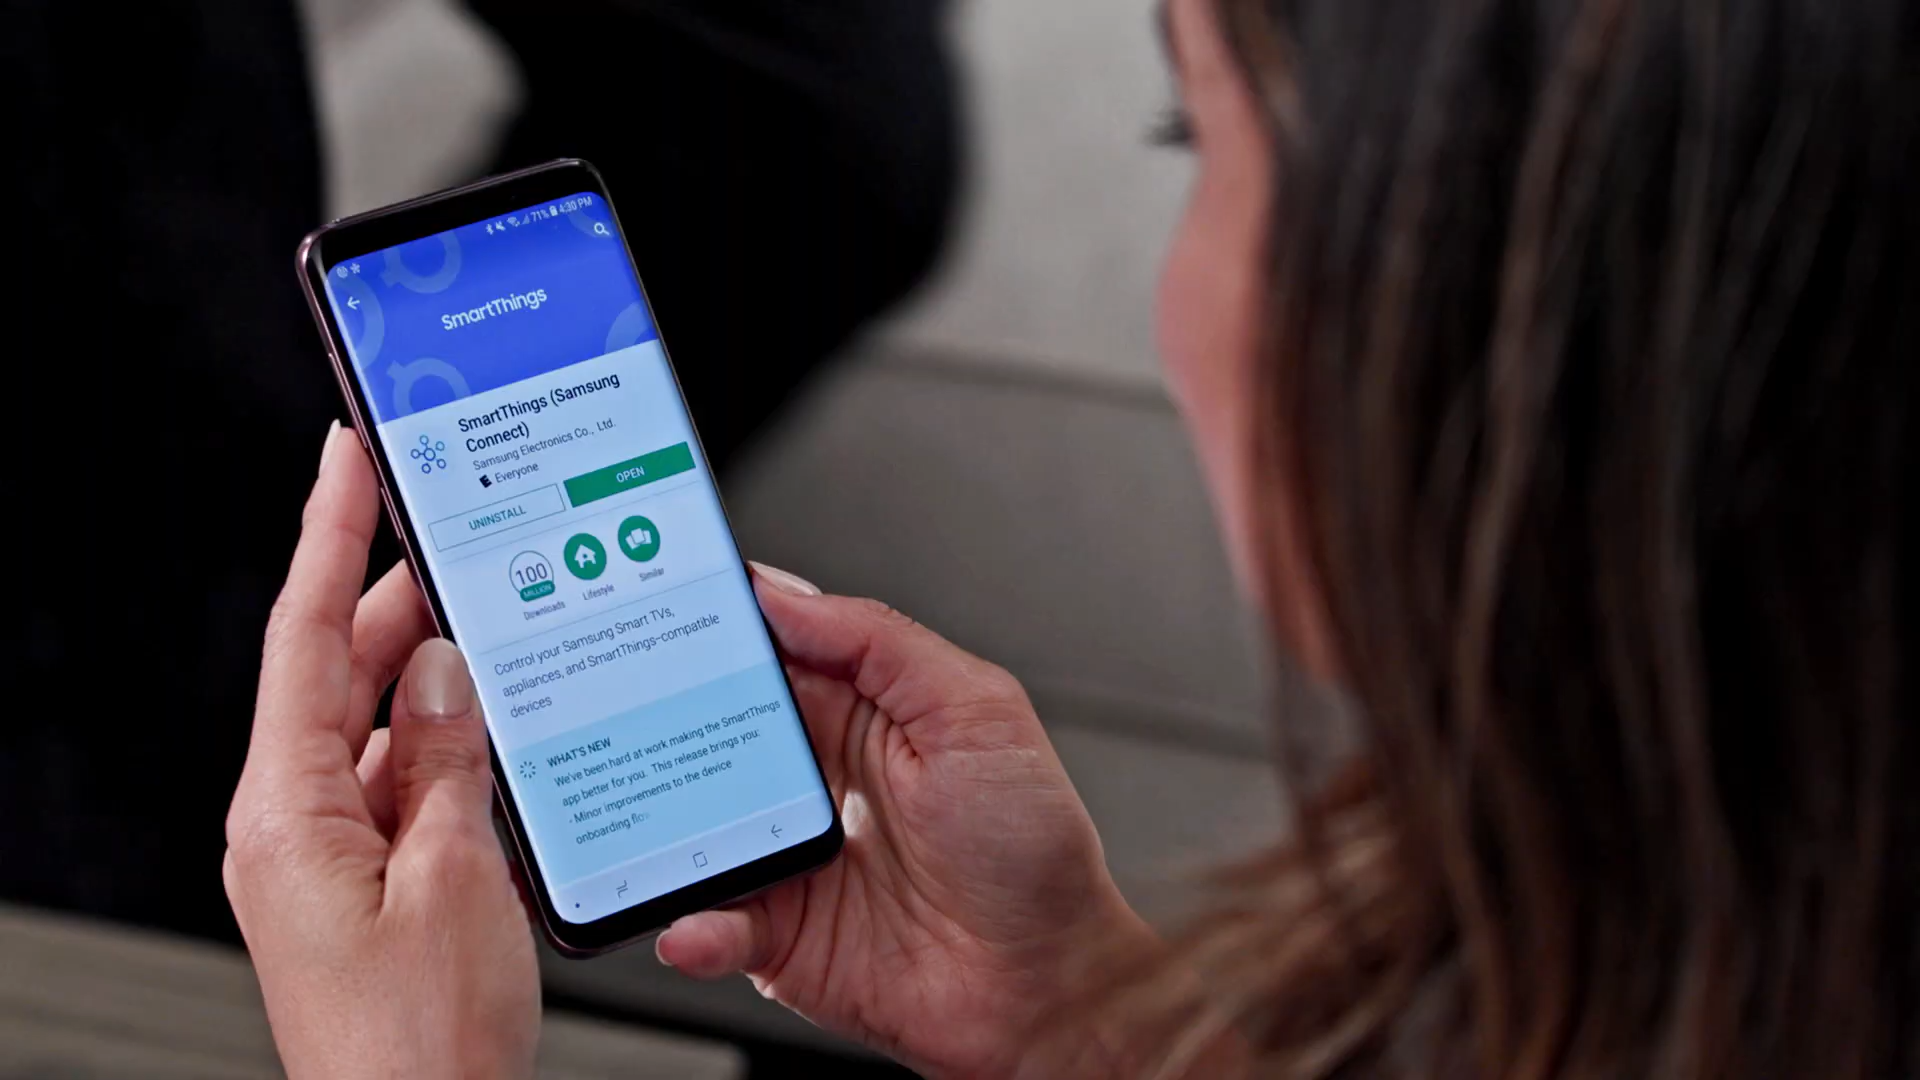 71% 4:30 PM
SmartThings
SmartThings (Samsung
Connect)
Samsung Electronics Co., Ltd.
Everyone
UNINSTALL
OPEN
100
MILLION
Downloads
Lifestyle
Similar
Control your Samsung Smart TVs,
appliances, and SmartThings-compatible
devices
WHAT'S NEW
We've been hard at work making the SmartThings
app better for you. This release brings you:
- Minor improvements to the device
onboarding flow